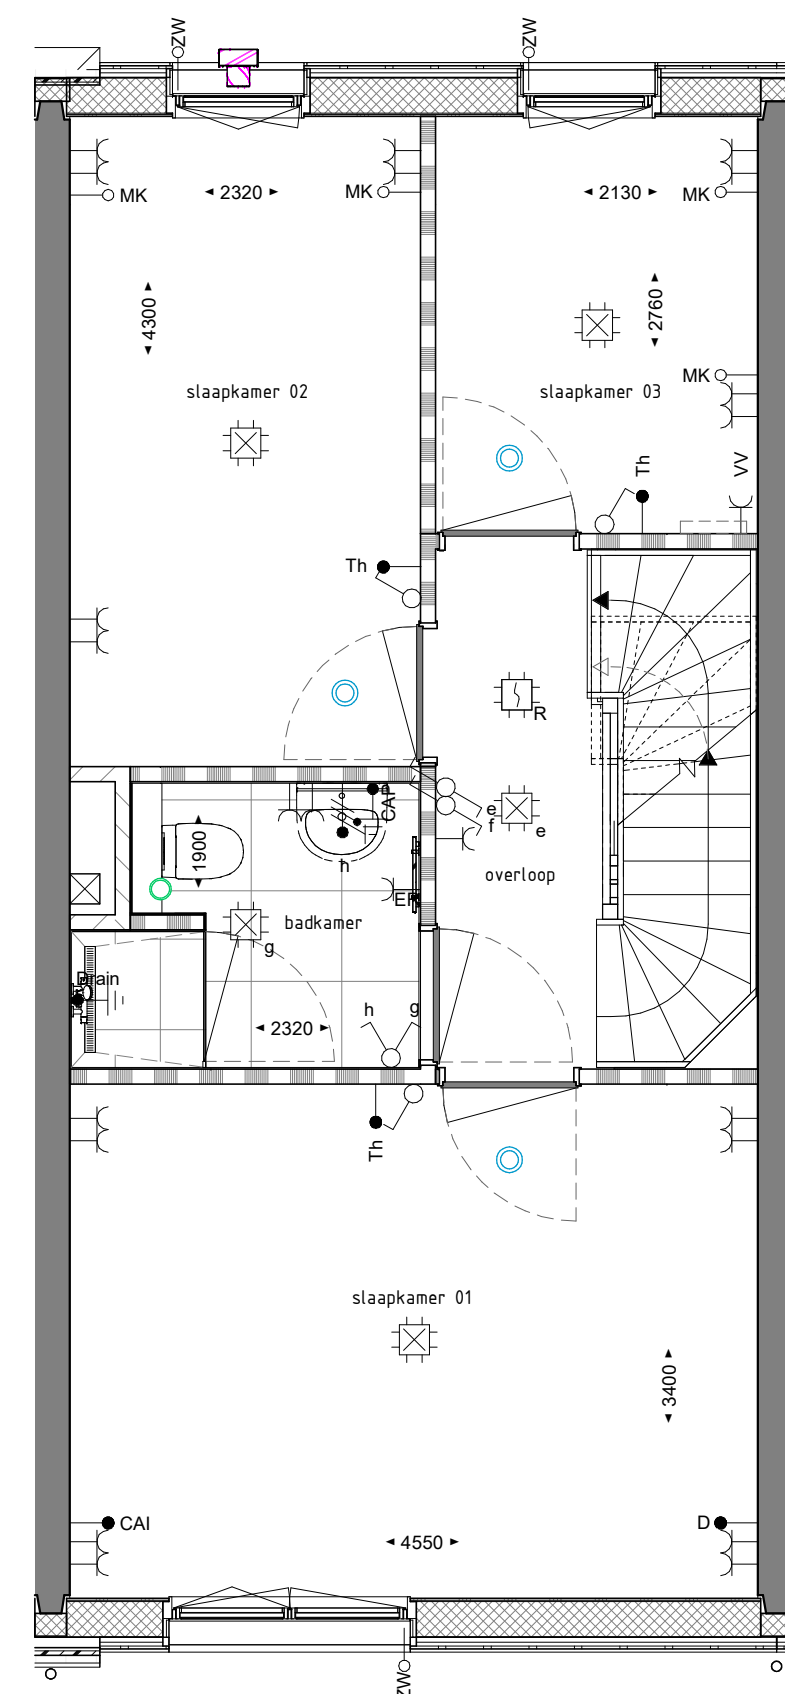 ZW
ZW
MK
2320
MK
2130
MK
4300
2760
slaapkamer 02
MK
slaapkamer 03
Th
VV
Th
R
CAP
e
f
e
1900
h
overloop
badkamer
g
Drain
h
g
2320
Th
slaapkamer 01
3400
CAI
D
4550
ZW